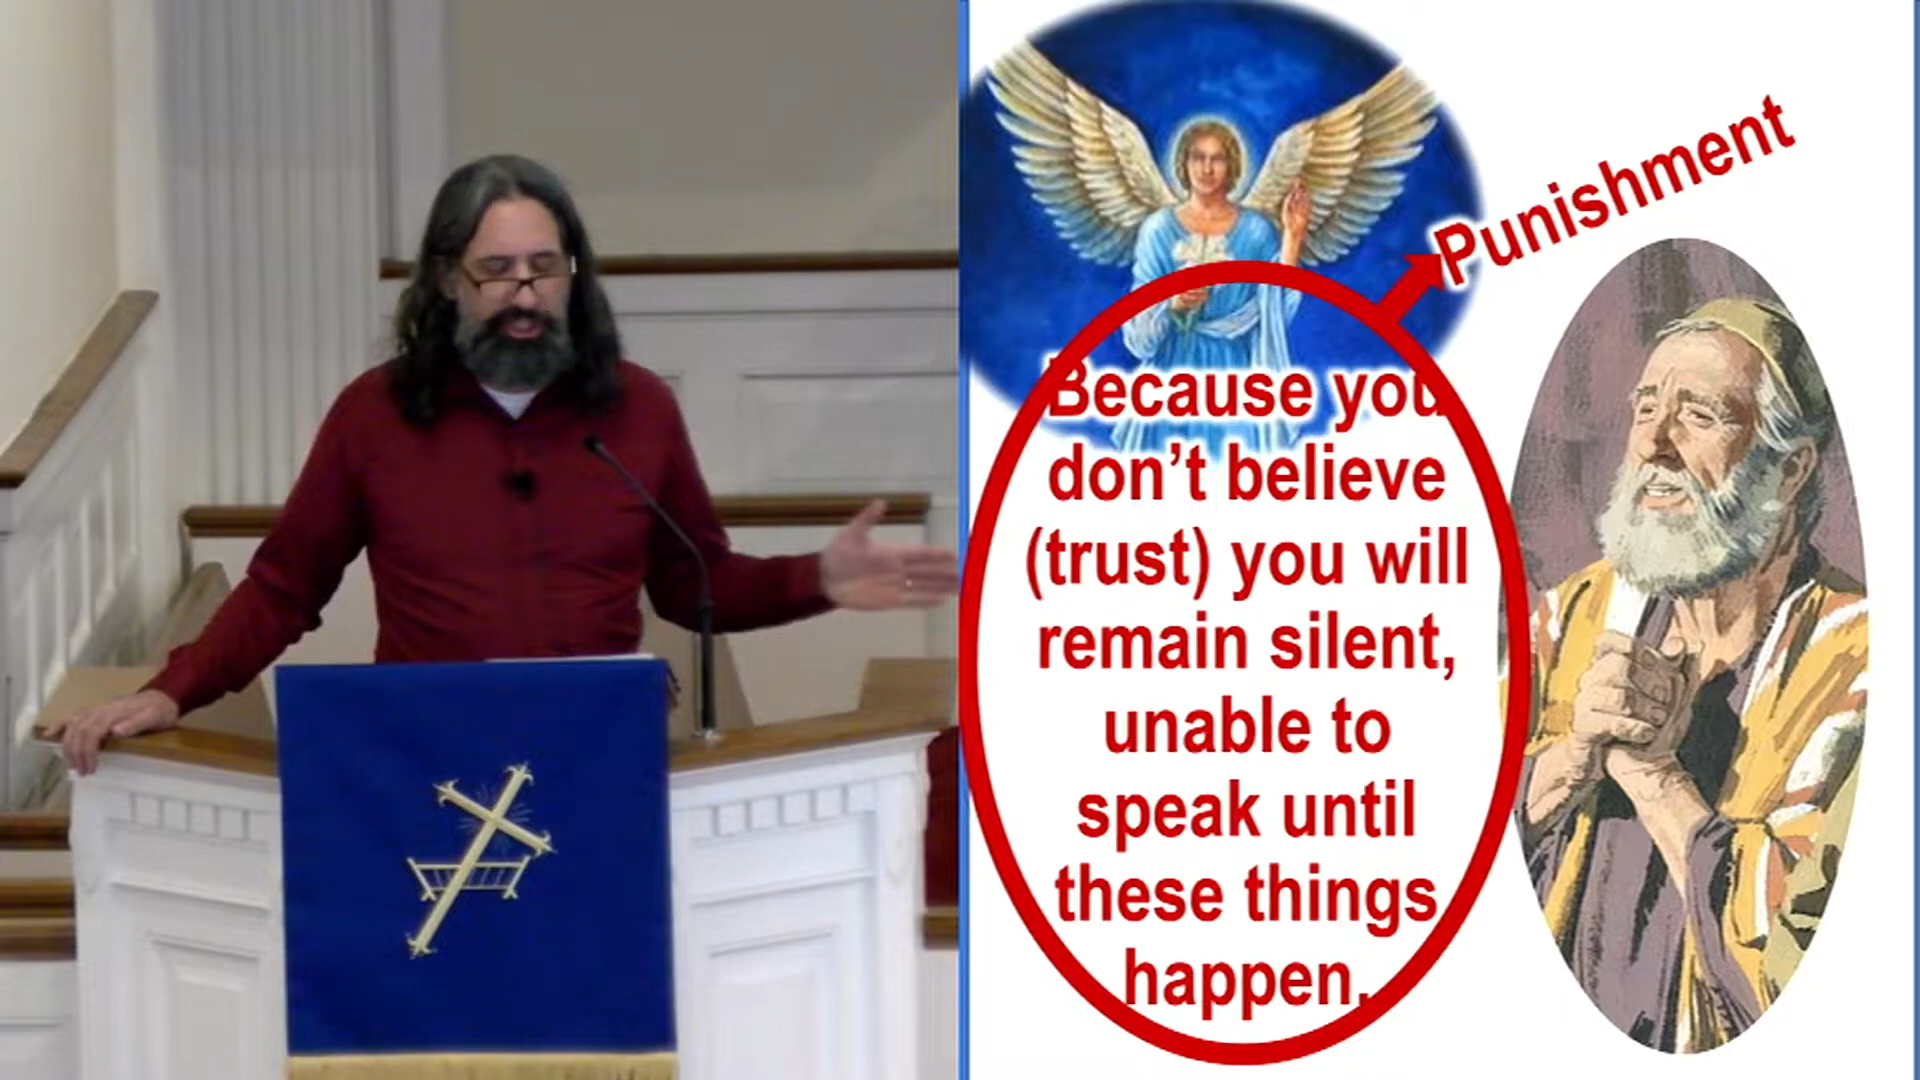 Punishment
Because you
don't believe
(trust) you will
remain silent,
unable to
speak until
these things
happen.